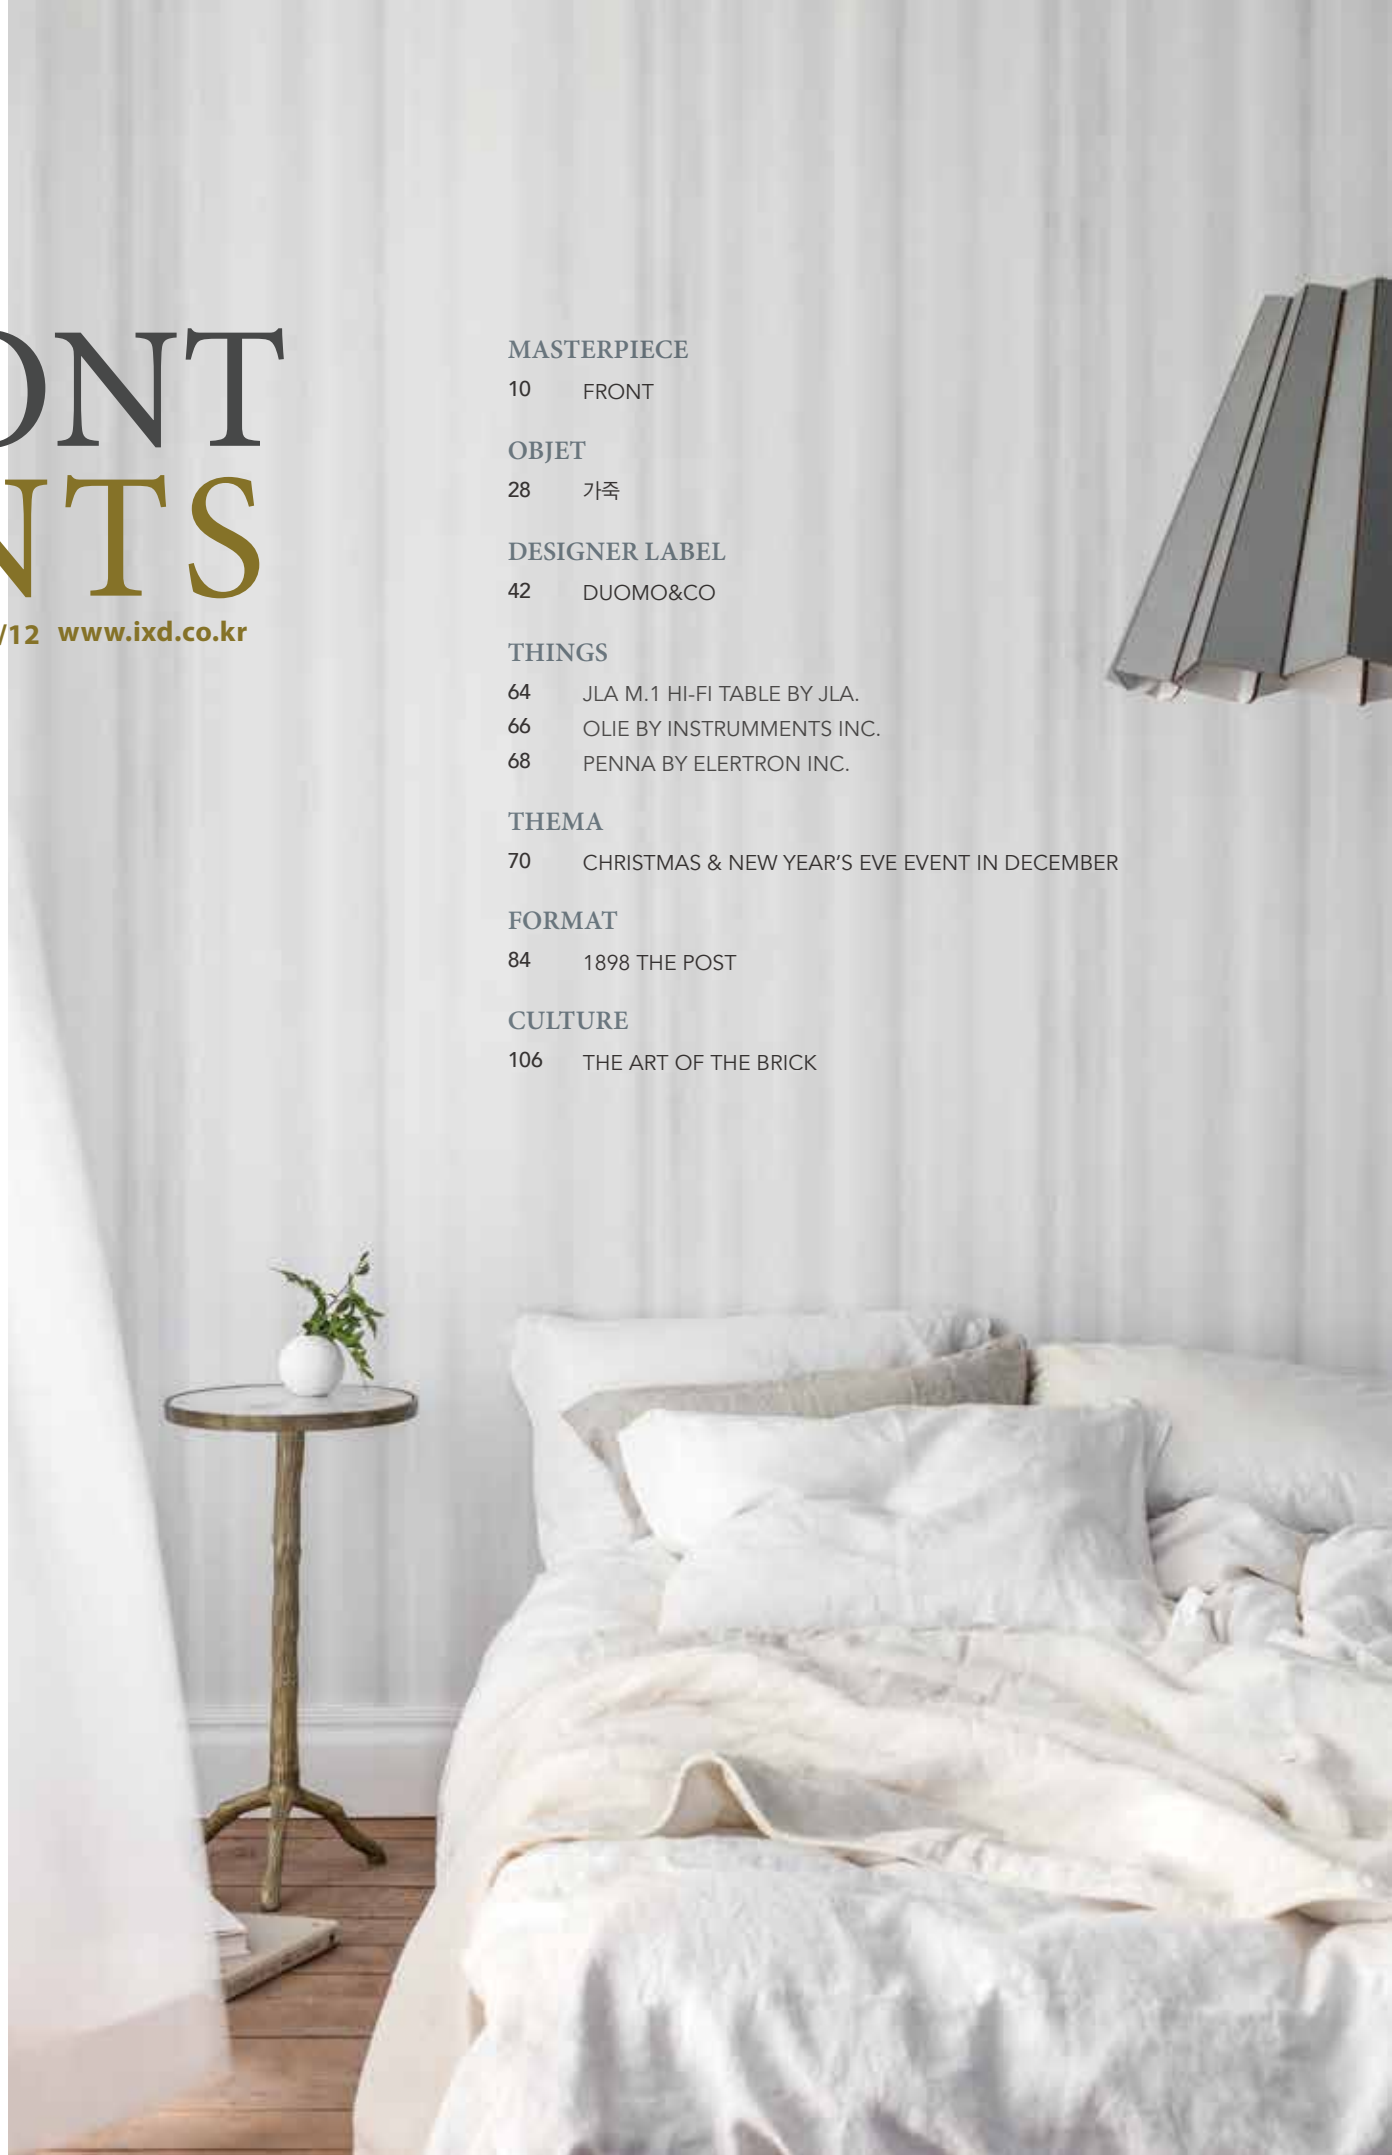 ONT
NTS
/12 www.ixd.co.kr
MASTERPIECE
10 FRONT
OBJET
28 가죽
DESIGNER LABEL
42 DUOMO&CO
THINGS
64 JLA M.1 HI-FI TABLE BY JLA.
66 OLIE BY INSTRUMMENTS INC.
68 PENNA BY ELERTRON INC.
THEMA
70 CHRISTMAS & NEW YEAR’S EVE EVENT IN DECEMBER
FORMAT
84 1898 THE POST
CULTURE
106 THE ART OF THE BRICK